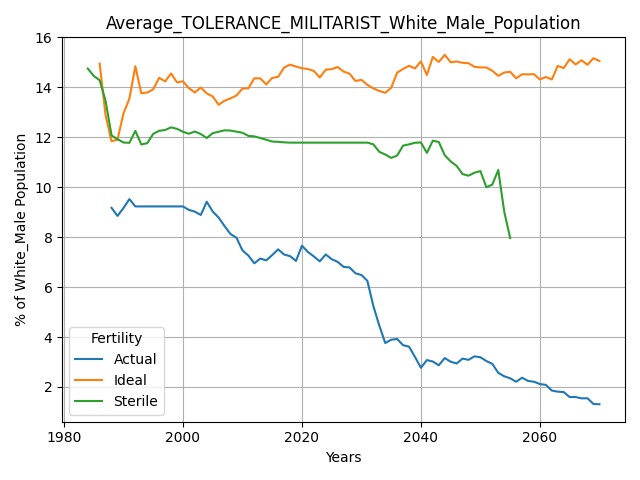 Average_TOLERANCE_MILITARIST_White_Male_Population
% of White_Male Population
16
14
12
10
8
6
4
2
Fertility
Actual
Ideal
Sterile
1980 2000 2020 2040 2060
Years